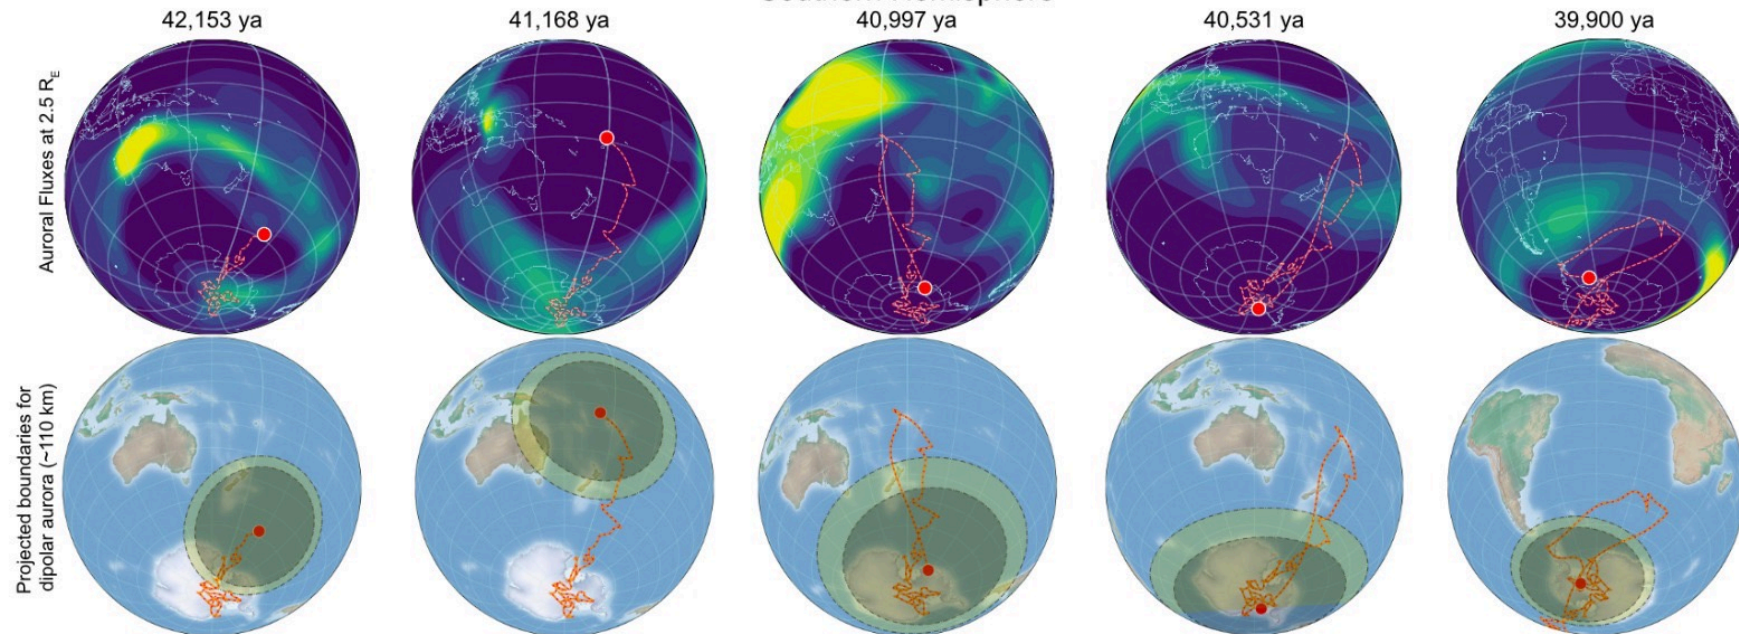 42,153 ya
41,168 ya
40,997 ya
40,531 ya
39,900 ya
Auroral Fluxes at 2.5 R_E
Projected boundaries for
dipolar aurora (~110 km)